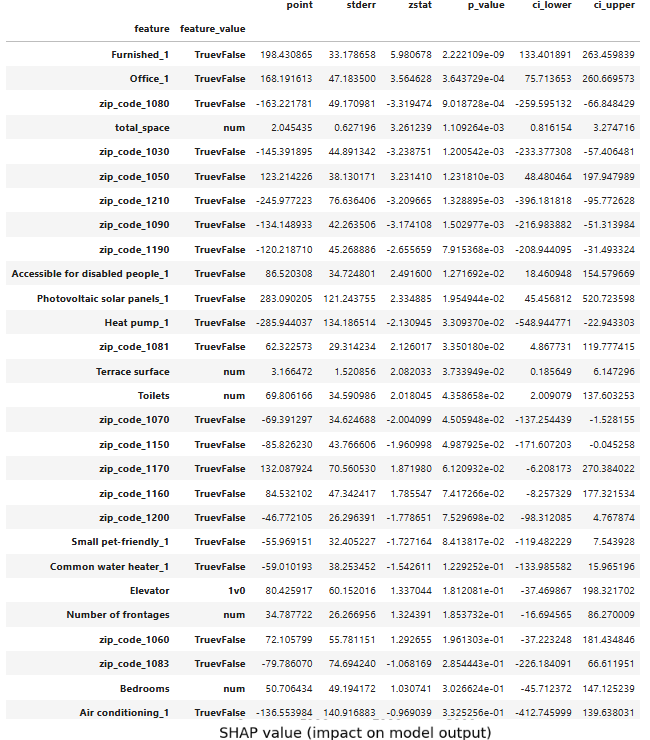 point stderr zstat p_value ci_lower ci_upper
feature feature_value
Furnished_1 TruevFalse 198.430865 33.178658 5.980678 2.222109e-09 133.401891 263.459839
Office_1 TruevFalse 168.191613 47.183500 3.564628 3.643729e-04 75.713653 260.669573
zip_code_1080 TruevFalse -163.221781 49.170981 -3.319474 9.018728e-04 -259.595132 -66.848429
total_space num 2.045435 0.627196 3.261239 1.109264e-03 0.816154 3.274716
zip_code_1030 TruevFalse -145.391895 44.891342 -3.238751 1.200542e-03 -233.377308 -57.406481
zip_code_1050 TruevFalse 123.214226 38.130171 3.231410 1.231810e-03 48.480464 197.947989
zip_code_1210 TruevFalse -245.977223 76.636406 -3.209665 1.328895e-03 -396.181818 -95.772628
zip_code_1090 TruevFalse -134.148933 42.263506 -3.174108 1.502977e-03 -216.983882 -51.313984
zip_code_1190 TruevFalse -120.218710 45.268886 -2.655659 7.915368e-03 -208.944095 -31.493324
Accessible for disabled people_1 TruevFalse 86.520308 34.724801 2.491600 1.271692e-02 18.460948 154.579669
Photovoltaic solar panels_1 TruevFalse 283.090205 121.243755 2.334885 1.954944e-02 45.456812 520.723598
Heat pump_1 TruevFalse -285.944037 134.186514 -2.130945 3.309370e-02 -548.944771 -22.943303
zip_code_1081 TruevFalse 62.322573 29.314234 2.126017 3.350180e-02 4.867731 119.777415
Terrace surface num 3.166472 1.520856 2.082033 3.733949e-02 0.185649 6.147296
Toilets num 69.806166 34.590986 2.018045 4.358658e-02 2.009079 137.603253
zip_code_1070 TruevFalse -69.391297 34.624688 -2.004099 4.505948e-02 -137.254439 -1.528155
zip_code_1150 TruevFalse -85.826230 43.766606 -1.960998 4.987925e-02 -171.607203 -0.045258
zip_code_1170 TruevFalse 132.087924 70.560530 1.871980 6.120932e-02 -6.208173 270.384022
zip_code_1160 TruevFalse 84.532102 47.342417 1.785547 7.417266e-02 -8.257329 177.321534
zip_code_1200 TruevFalse -46.772105 26.296391 -1.778651 7.529698e-02 -98.312085 4.767874
Small pet-friendly_1 TruevFalse -55.969151 32.405227 -1.727164 8.413817e-02 -119.482229 7.543928
Common water heater_1 TruevFalse -59.010193 38.253452 -1.542611 1.229252e-01 -133.985582 15.965196
Elevator 1v0 80.425917 60.152016 1.337044 1.812081e-01 -37.469867 198.321702
Number of frontages num 34.787722 26.266956 1.324391 1.853732e-01 -16.694565 86.270009
zip_code_1060 TruevFalse 72.105799 55.781151 1.292655 1.961303e-01 -37.223248 181.434846
zip_code_1083 TruevFalse -79.786070 74.694240 -1.068169 2.854443e-01 -226.184091 66.611951
Bedrooms num 50.706434 49.194172 1.030741 3.026624e-01 -45.712372 147.125239
Air conditioning_1 TruevFalse -136.553984 140.916883 -0.969039 3.325256e-01 -412.745999 139.638031
SHAP value (impact on model output)